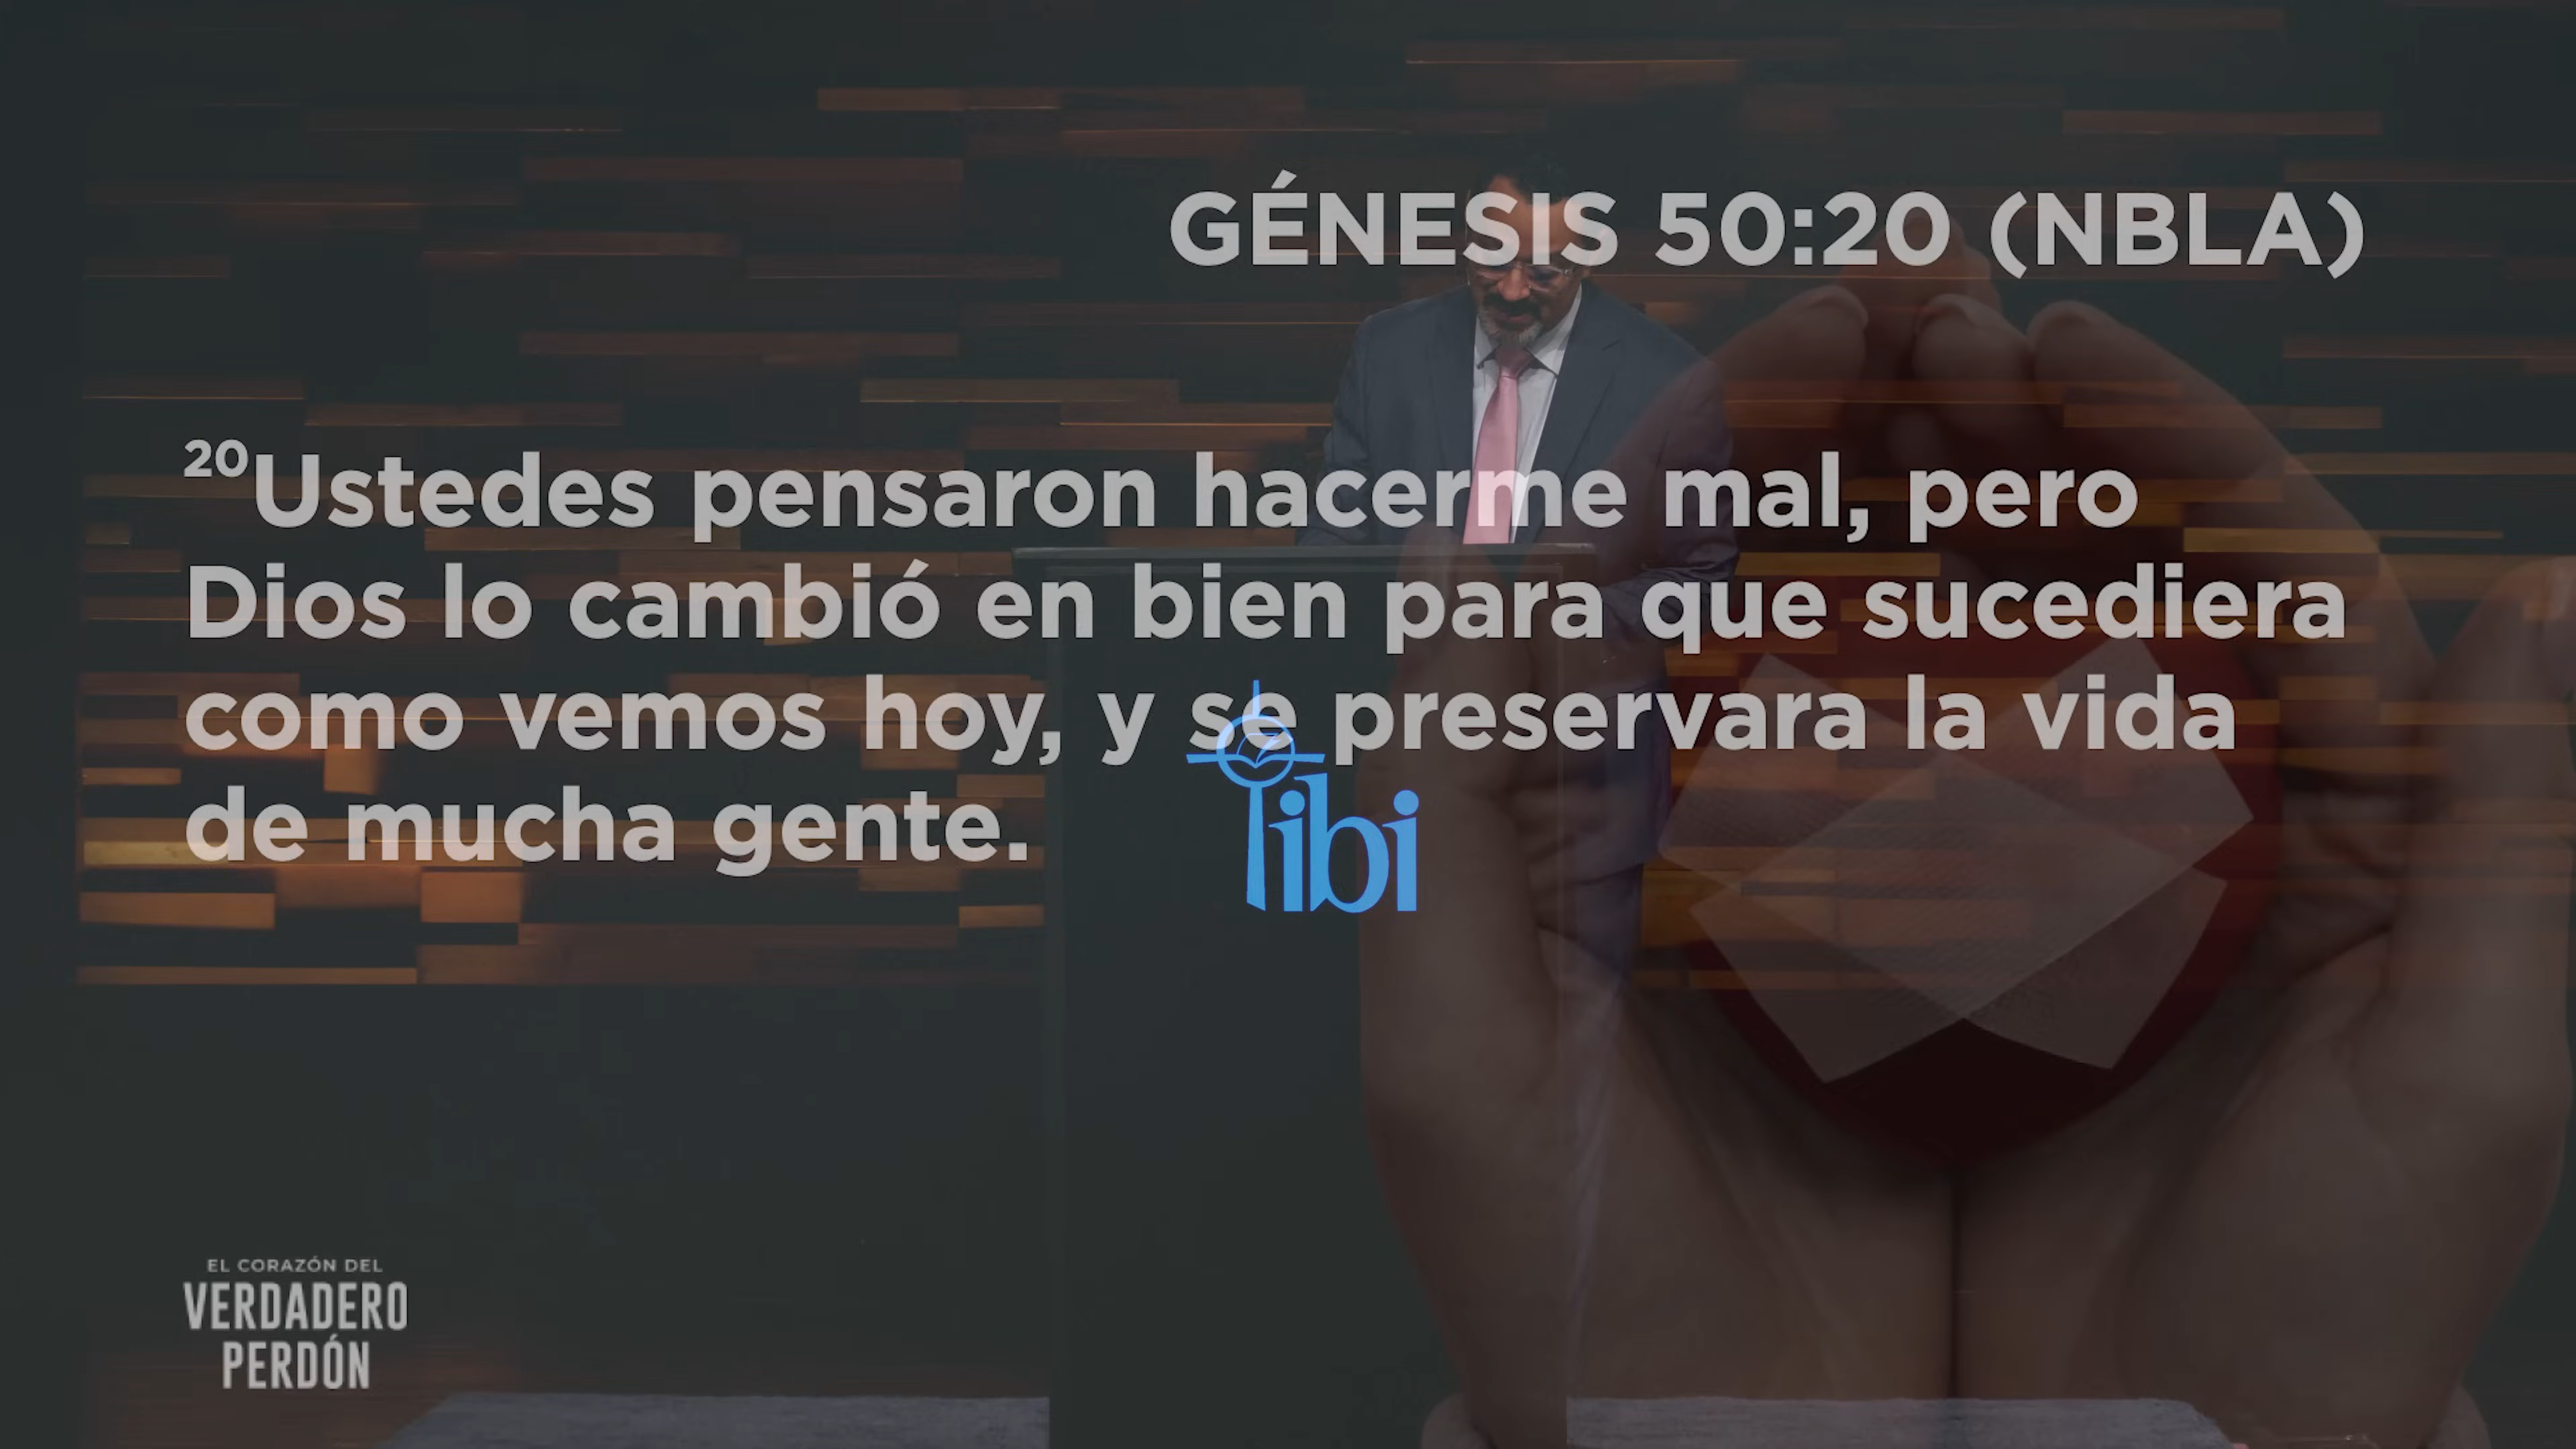 GÉNESIS 50:20 (NBLA)
20Ustedes pensaron hacerme mal, pero
Dios lo cambió en bien para que sucediera
como vemos hoy, y se preservara la vida
de mucha gente.
ibi
EL CORAZÓN DEL
VERDADERO
PERDÓN